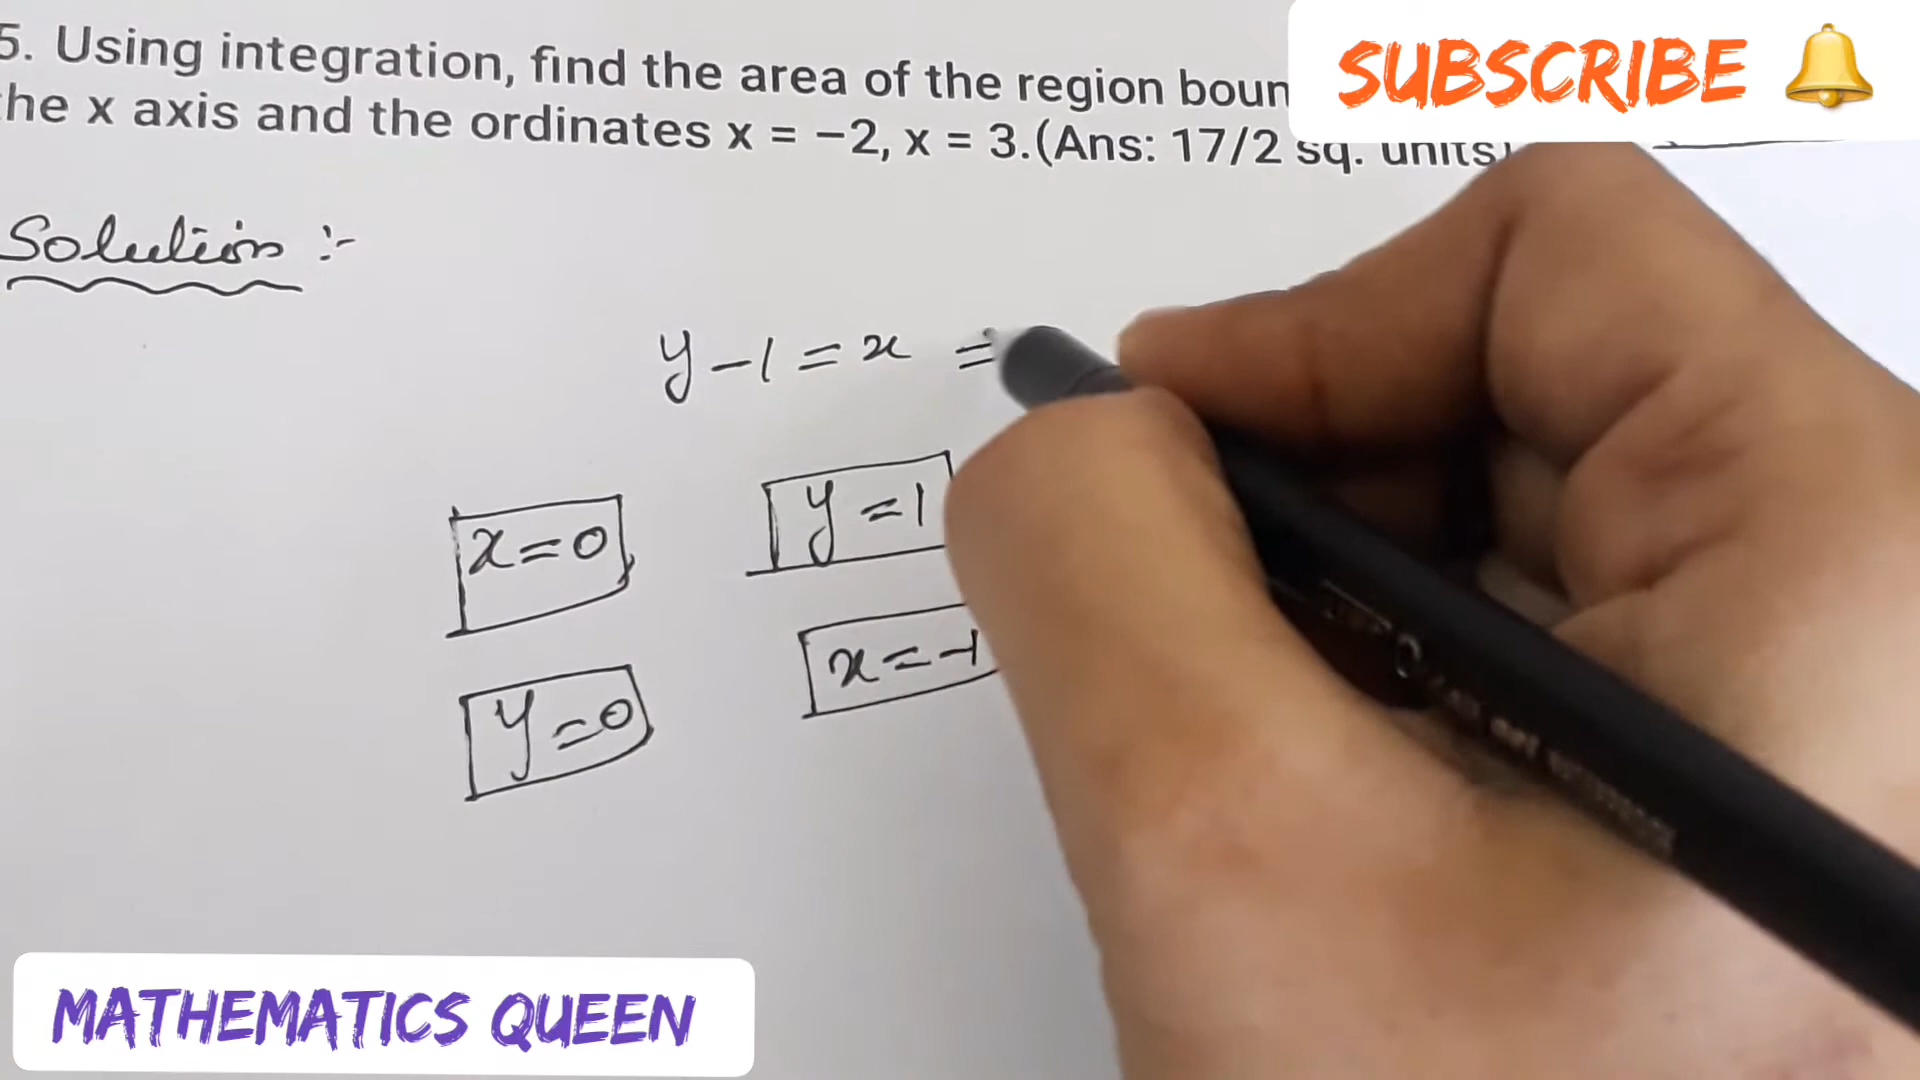 5. Using integration, find the area of the region boun
SUBSCRIBE
the x axis and the ordinates x = −2, x = 3.(Ans: 17/2 sq. units)
Solution :-
y - 1 = x =
x = 0
y = 1
x = -1
y = 0
MATHEMATICS QUEEN